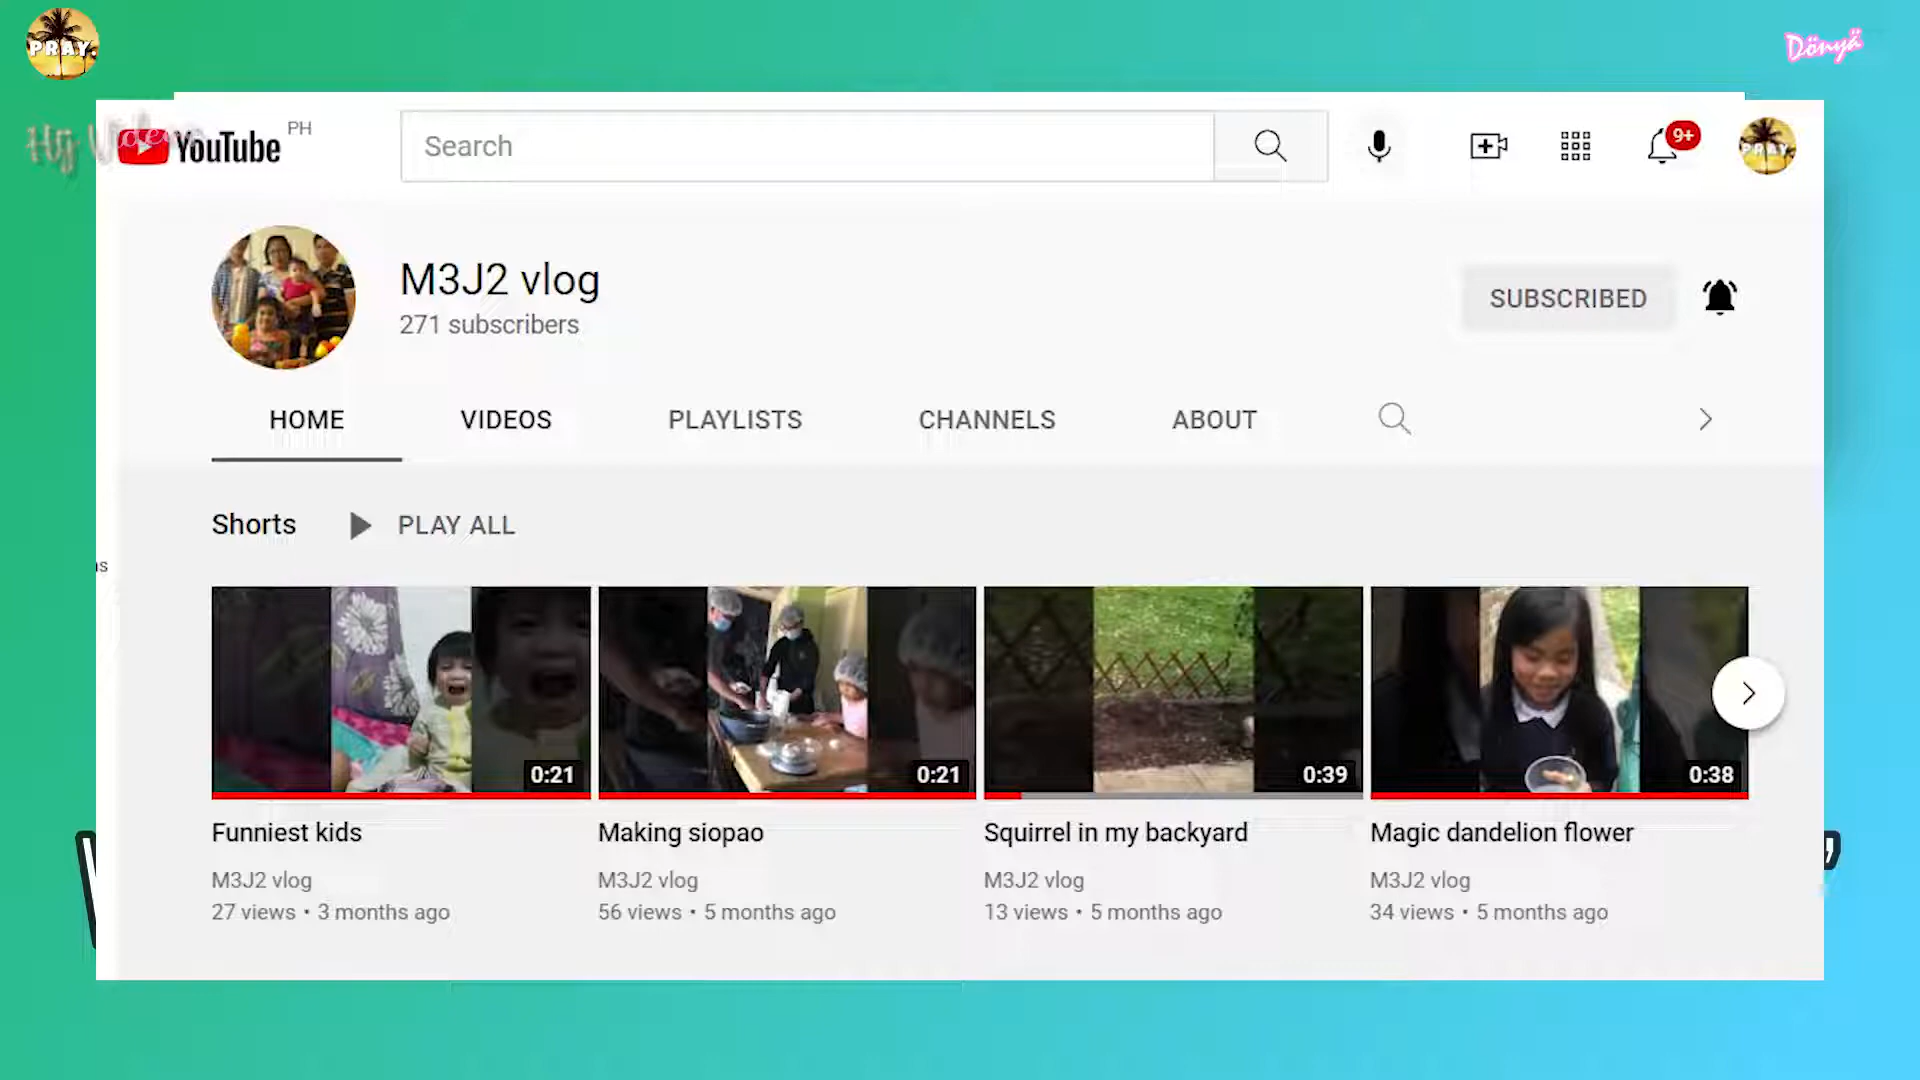 PRAY.
Dönyä
Hg Videos
YouTube PH
Search
9+
PRAY
M3J2 vlog
271 subscribers
SUBSCRIBED
HOME VIDEOS PLAYLISTS CHANNELS ABOUT
Shorts PLAY ALL
0:21 0:21 0:39 0:38
Funniest kids Making siopao Squirrel in my backyard Magic dandelion flower
M3J2 vlog M3J2 vlog M3J2 vlog M3J2 vlog
27 views • 3 months ago 56 views • 5 months ago 13 views • 5 months ago 34 views • 5 months ago